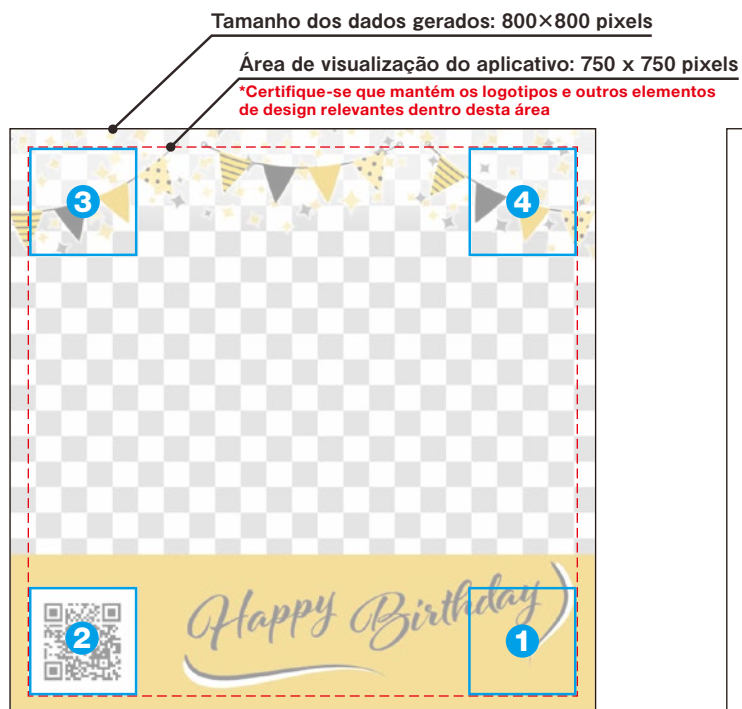 Tamanho dos dados gerados: 800×800 pixels
Área de visualização do aplicativo: 750 x 750 pixels
*Certifique-se que mantém os logotipos e outros elementos
de design relevantes dentro desta área
3
4
Happy Birthday
2
1